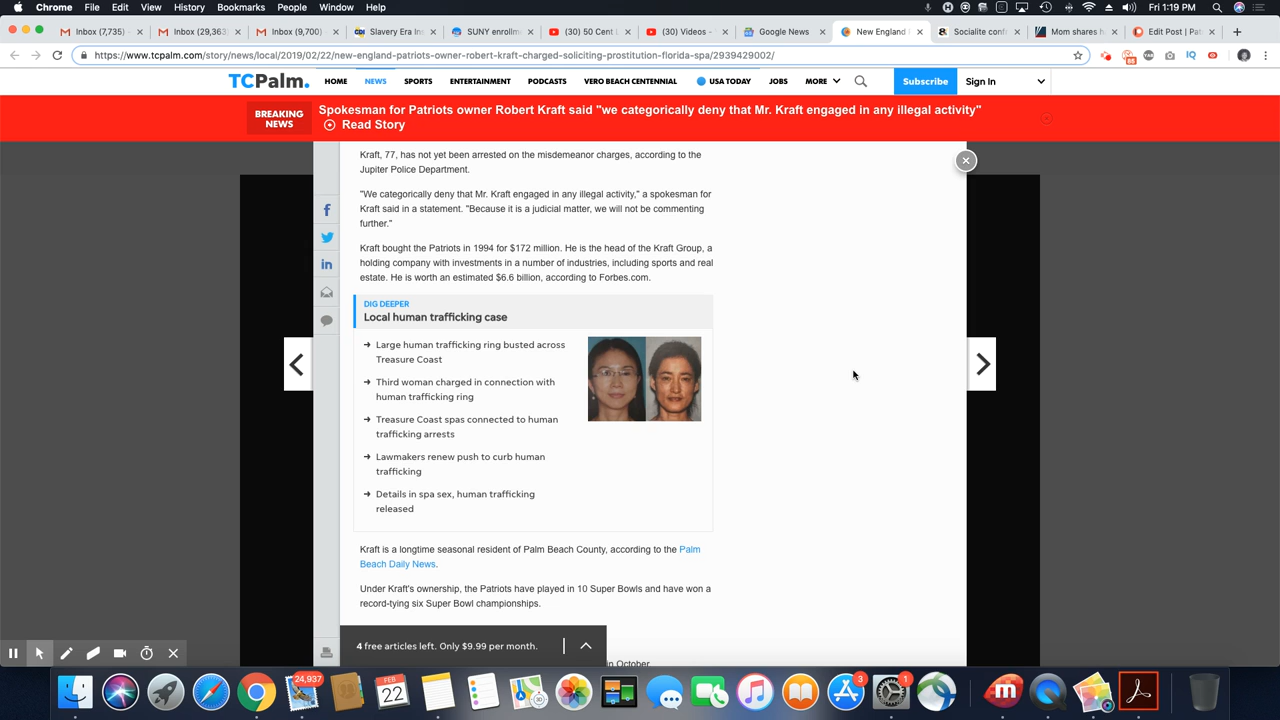 Chrome File Edit View History Bookmarks People Window Help
Fri 1:19 PM
Inbox (7,735)
Inbox (29,363)
Inbox (9,700)
Slavery Era Ins
SUNY enrollm
(30) 50 Cent L
(30) Videos -
Google News
New England
Socialite confi
Mom shares h
Edit Post | Pat
https://www.tcpalm.com/story/news/local/2019/02/22/new-england-patriots-owner-robert-kraft-charged-soliciting-prostitution-florida-spa/2939429002/
TCPalm.
HOME NEWS SPORTS ENTERTAINMENT PODCASTS VERO BEACH CENTENNIAL USA TODAY JOBS MORE
Subscribe
Sign In
BREAKING
NEWS
Spokesman for Patriots owner Robert Kraft said "we categorically deny that Mr. Kraft engaged in any illegal activity"
Read Story
Kraft, 77, has not yet been arrested on the misdemeanor charges, according to the
Jupiter Police Department.
"We categorically deny that Mr. Kraft engaged in any illegal activity," a spokesman for
Kraft said in a statement. "Because it is a judicial matter, we will not be commenting
further."
Kraft bought the Patriots in 1994 for $172 million. He is the head of the Kraft Group, a
holding company with investments in a number of industries, including sports and real
estate. He is worth an estimated $6.6 billion, according to Forbes.com.
DIG DEEPER
Local human trafficking case
Large human trafficking ring busted across
Treasure Coast
Third woman charged in connection with
human trafficking ring
Treasure Coast spas connected to human
trafficking arrests
Lawmakers renew push to curb human
trafficking
Details in spa sex, human trafficking
released
Kraft is a longtime seasonal resident of Palm Beach County, according to the Palm
Beach Daily News.
Under Kraft's ownership, the Patriots have played in 10 Super Bowls and have won a
record-tying six Super Bowl championships.
4 free articles left. Only $9.99 per month.
in October
24,937
FEB
22
3
1